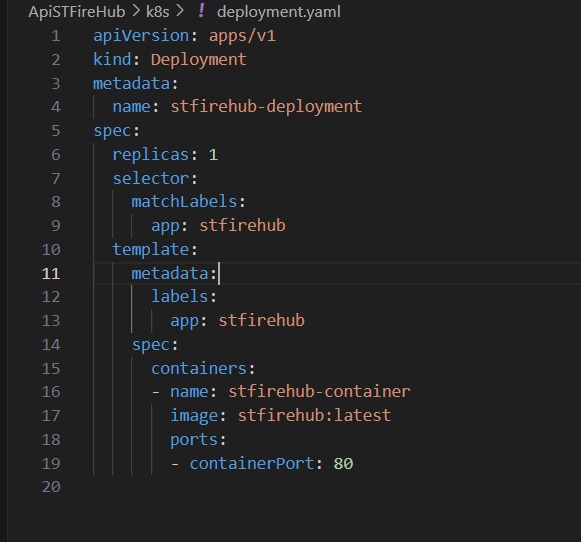 ApiSTFireHub > k8s > ! deployment.yaml
1 apiVersion: apps/v1
2 kind: Deployment
3 metadata:
4   name: stfirehub-deployment
5 spec:
6   replicas: 1
7   selector:
8     matchLabels:
9       app: stfirehub
10   template:
11     metadata:
12       labels:
13         app: stfirehub
14     spec:
15       containers:
16       - name: stfirehub-container
17         image: stfirehub:latest
18         ports:
19         - containerPort: 80
20